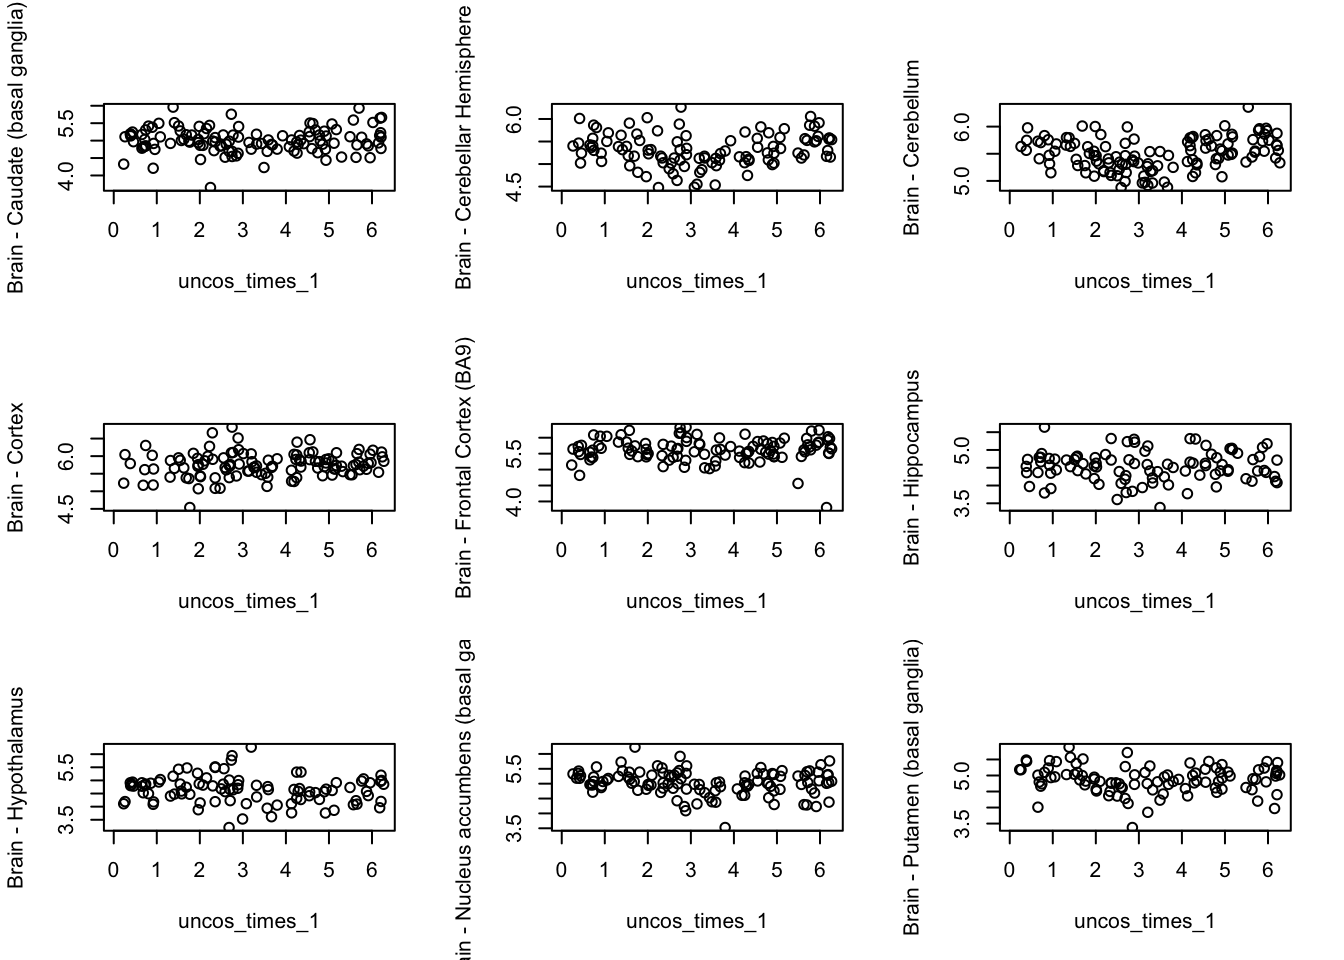 Brain - Caudate (basal ganglia)
4.0 5.5
0 1 2 3 4 5 6
uncos_times_1
Brain - Cerebellar Hemisphere
4.5 6.0
0 1 2 3 4 5 6
uncos_times_1
Brain - Cerebellum
5.0 6.0
0 1 2 3 4 5 6
uncos_times_1
Brain - Cortex
4.5 6.0
0 1 2 3 4 5 6
uncos_times_1
Brain - Frontal Cortex (BA9)
4.0 5.5
0 1 2 3 4 5 6
uncos_times_1
Brain - Hippocampus
3.5 5.0
0 1 2 3 4 5 6
uncos_times_1
Brain - Hypothalamus
3.5 5.5
0 1 2 3 4 5 6
uncos_times_1
ain - Nucleus accumbens (basal ga
3.5 5.5
0 1 2 3 4 5 6
uncos_times_1
Brain - Putamen (basal ganglia)
3.5 5.0
0 1 2 3 4 5 6
uncos_times_1